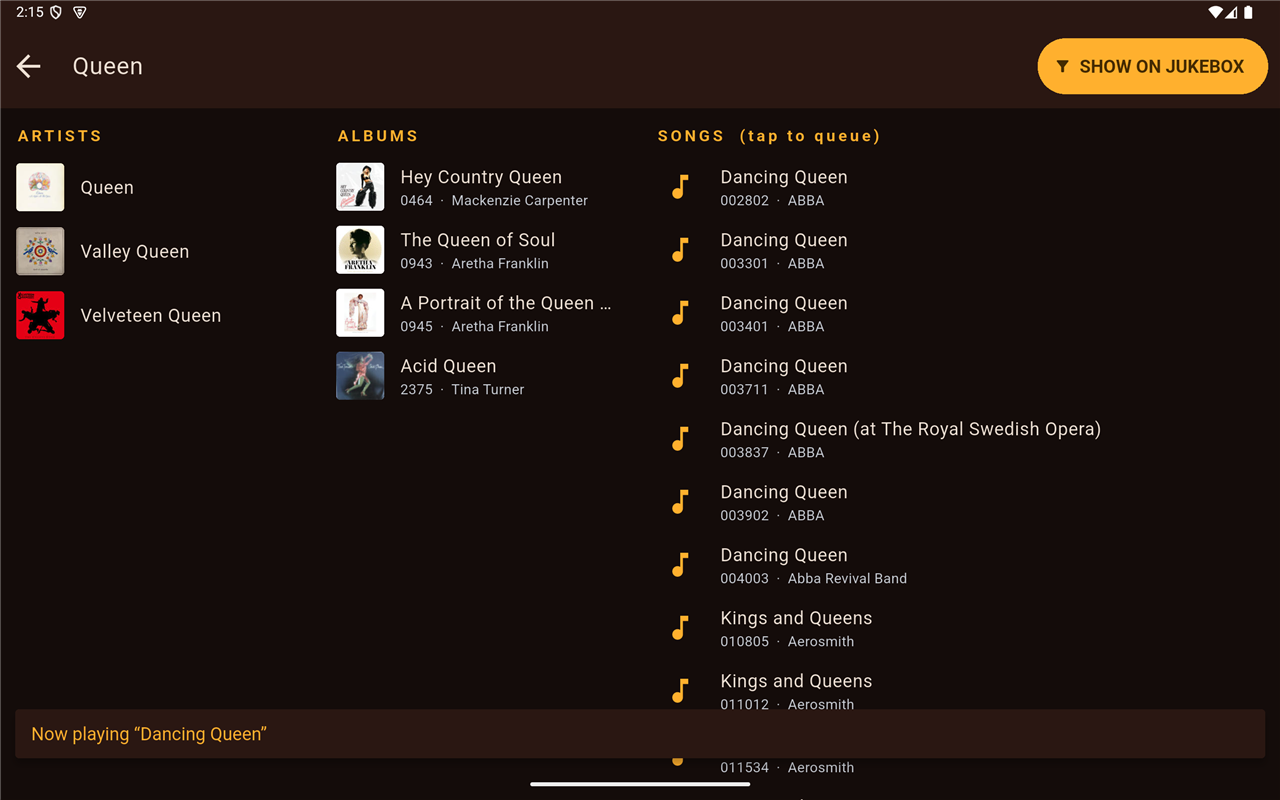 2:15
Queen
SHOW ON JUKEBOX
ARTISTS
Queen
Valley Queen
Velveteen Queen
ALBUMS
Hey Country Queen
0464 · Mackenzie Carpenter
The Queen of Soul
0943 · Aretha Franklin
A Portrait of the Queen …
0945 · Aretha Franklin
Acid Queen
2375 · Tina Turner
SONGS (tap to queue)
Dancing Queen
002802 · ABBA
Dancing Queen
003301 · ABBA
Dancing Queen
003401 · ABBA
Dancing Queen
003711 · ABBA
Dancing Queen (at The Royal Swedish Opera)
003837 · ABBA
Dancing Queen
003902 · ABBA
Dancing Queen
004003 · Abba Revival Band
Kings and Queens
010805 · Aerosmith
Kings and Queens
011012 · Aerosmith
011534 · Aerosmith
Now playing “Dancing Queen”